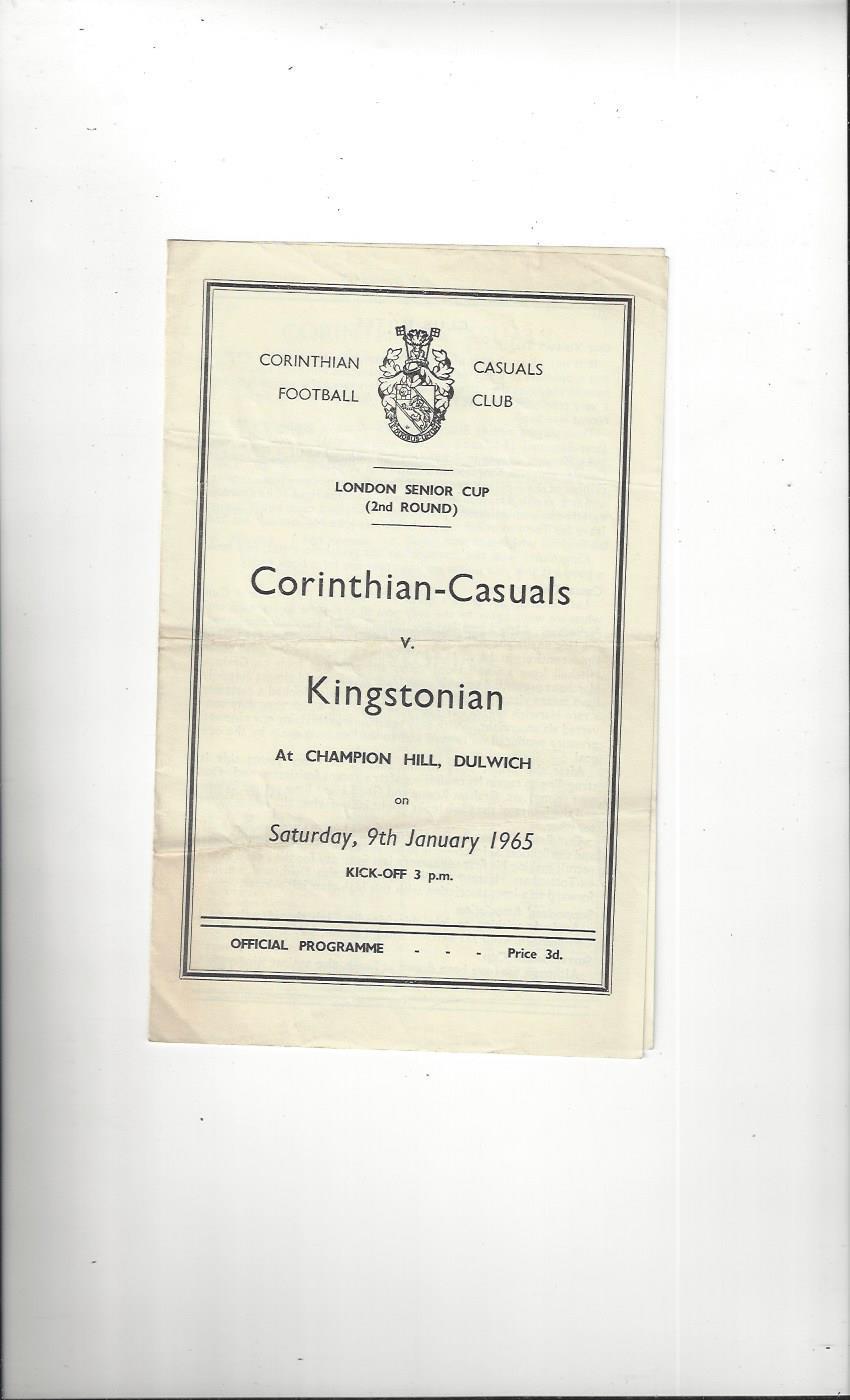 CORINTHIAN CASUALS
FOOTBALL CLUB
LONDON SENIOR CUP
(2nd ROUND)
Corinthian-Casuals
v.
Kingstonian
At CHAMPION HILL, DULWICH
on
Saturday, 9th January 1965
KICK-OFF 3 p.m.
OFFICIAL PROGRAMME - - - Price 3d.